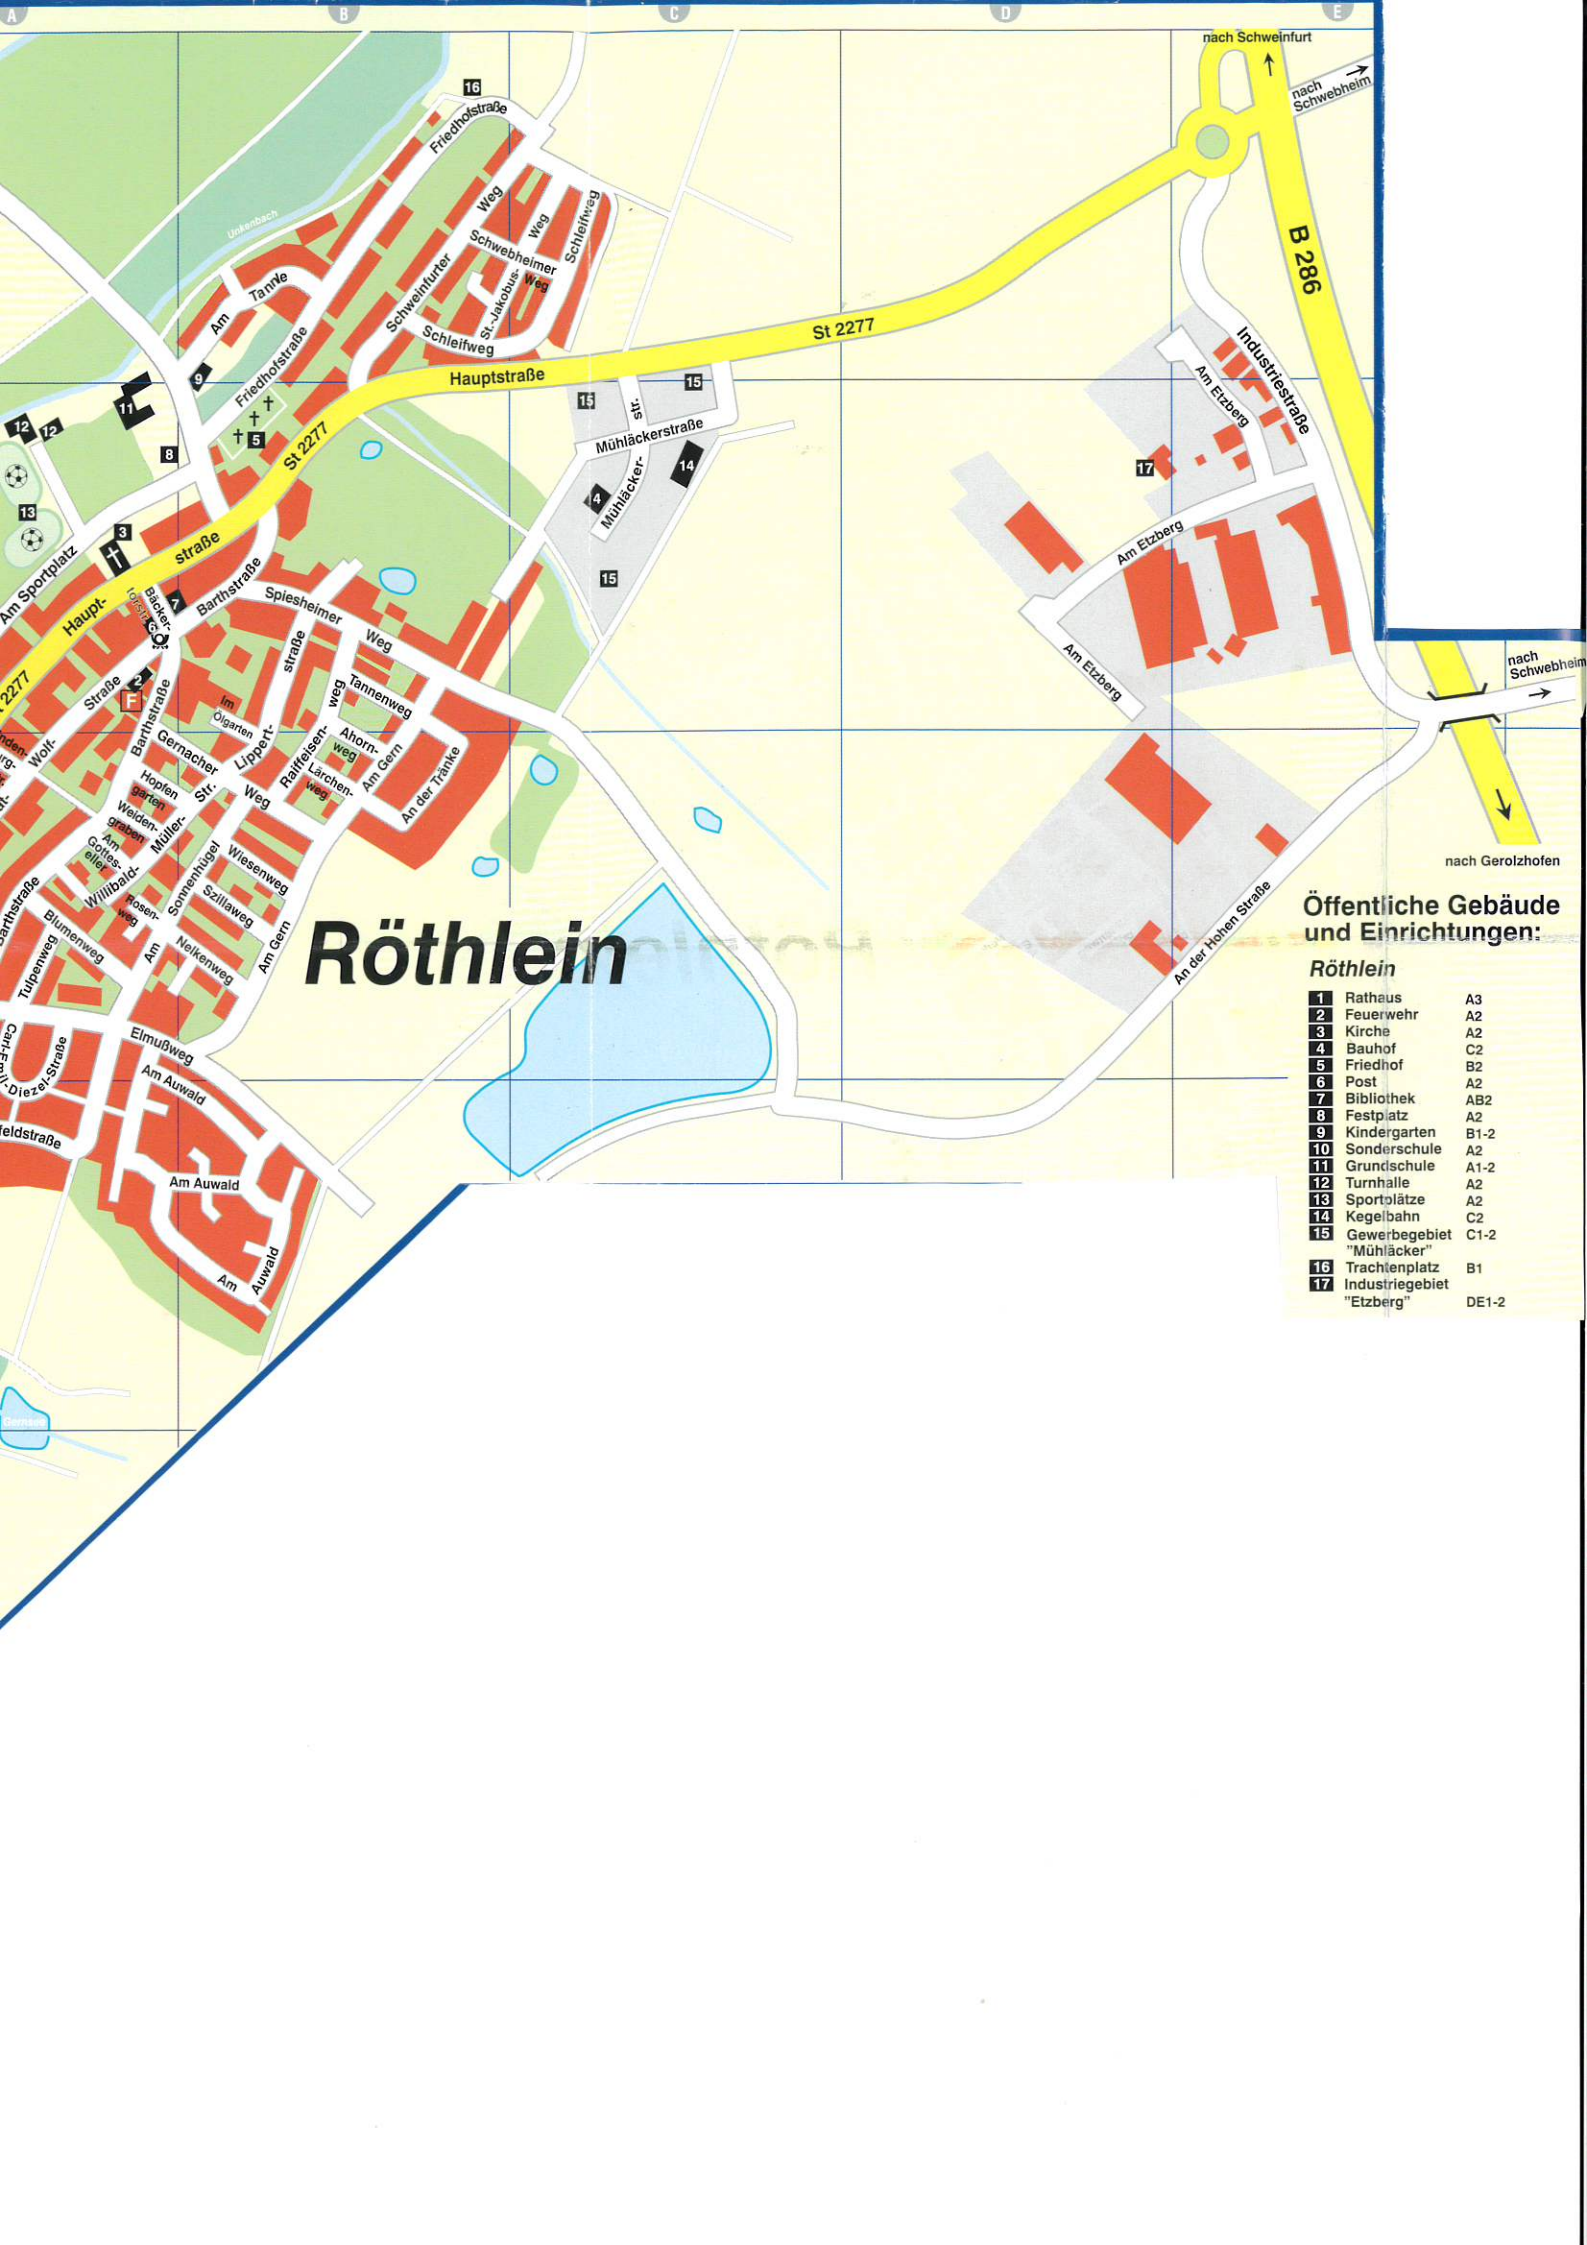 A
B
C
D
E
nach Schweinfurt
nach
Schwebheim
16
Friedhofstraße
Unkenbach
Weg
Weg
Schleifweg
Schwebheimer
Weg
St.-Jakobus-
Schweinfurter
Schleifweg
Am
Tanne
Friedhofstraße
B 286
St 2277
Hauptstraße
Industriestraße
Am Etzberg
9
11
12
12
8
5
St 2277
15
15
str.
Mühläckerstraße
14
4
Mühläcker-
15
17
13
3
Am Sportplatz
straße
Haupt-
Bäcker-
7
6
Barthstraße
Spiesheimer
Weg
Am Etzberg
Am Etzberg
nach
Schwebheim
2277
2
F
Straße
Wolf-
straße
Lippert-
Im
Ölgarten
Barthstraße
weg
Raiffeisen-
Tannenweg
Ahorn-
weg
Lärchen-
weg
Am Gern
An der Tränke
Gernacher
Weg
Hopfen
garten
Weiden-
graben
Am
Gottes-
eller
Str.
Müller-
Willibald-
Sonnenhügel
Am
Wiesenweg
Szillaweg
Rosen-
weg
Nelkenweg
Am Gern
Blumenweg
Tulpenweg
Barthstraße
Röthlein
An der Hohen Straße
nach Gerolzhofen
Elmußweg
Am Auwald
Carl-Emil-Diezel-Straße
feldstraße
Am Auwald
Am
Auwald
Gernsee
Öffentliche Gebäude
und Einrichtungen:
Röthlein
1 Rathaus A3
2 Feuerwehr A2
3 Kirche A2
4 Bauhof C2
5 Friedhof B2
6 Post A2
7 Bibliothek AB2
8 Festplatz A2
9 Kindergarten B1-2
10 Sonderschule A2
11 Grundschule A1-2
12 Turnhalle A2
13 Sportplätze A2
14 Kegelbahn C2
15 Gewerbegebiet C1-2
"Mühläcker"
16 Trachtenplatz B1
17 Industriegebiet
"Etzberg" DE1-2